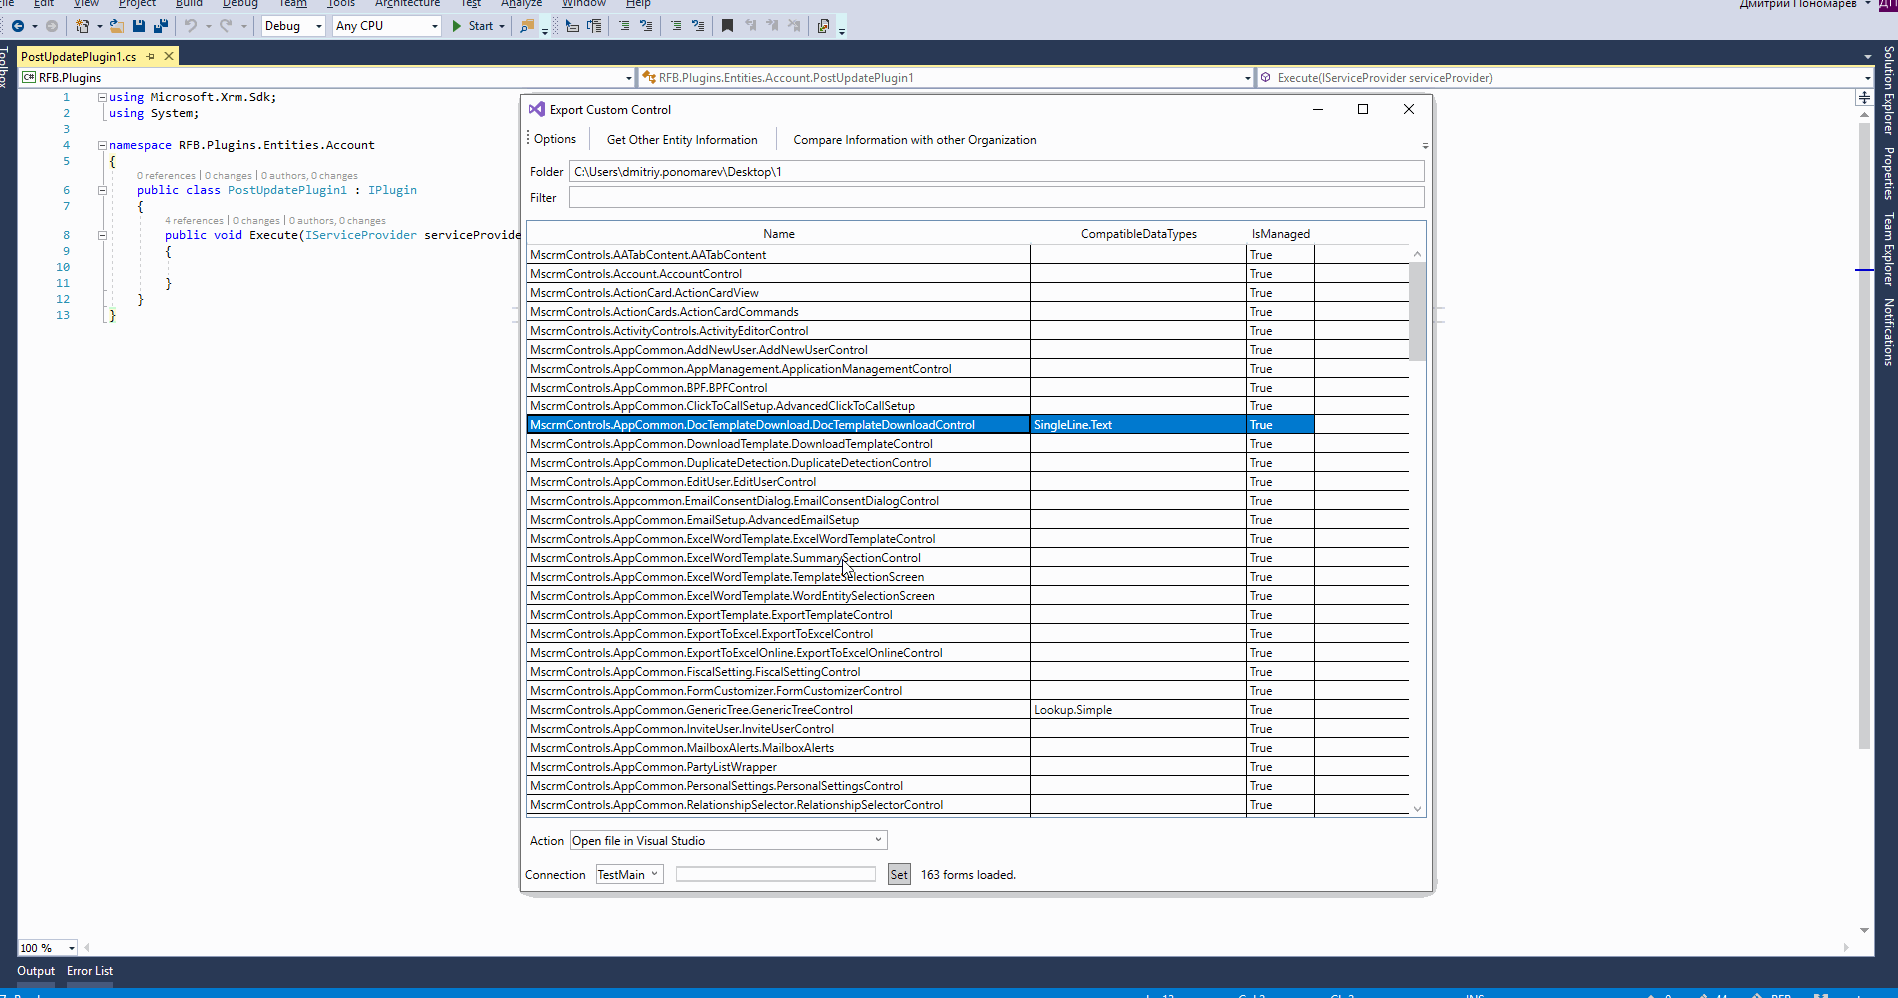 File Edit View Project Build Debug Team Tools Architecture Test Analyze Window Help Дмитрий Пономарев ДП
Debug Any CPU Start
PostUpdatePlugin1.cs
C# RFB.Plugins RFB.Plugins.Entities.Account.PostUpdatePlugin1 Execute(IServiceProvider serviceProvider)
1 using Microsoft.Xrm.Sdk;
2 using System;
3
4 namespace RFB.Plugins.Entities.Account
5 {
0 references | 0 changes | 0 authors, 0 changes
6 public class PostUpdatePlugin1 : IPlugin
7 {
4 references | 0 changes | 0 authors, 0 changes
8 public void Execute(IServiceProvider serviceProvide
9 {
10
11 }
12 }
13 }
Toolbox
Solution Explorer
Properties
Team Explorer
Notifications
Export Custom Control
Options Get Other Entity Information Compare Information with other Organization
Folder C:\Users\dmitriy.ponomarev\Desktop\1
Filter
Name CompatibleDataTypes IsManaged
MscrmControls.AATabContent.AATabContent True
MscrmControls.Account.AccountControl True
MscrmControls.ActionCard.ActionCardView True
MscrmControls.ActionCards.ActionCardCommands True
MscrmControls.ActivityControls.ActivityEditorControl True
MscrmControls.AppCommon.AddNewUser.AddNewUserControl True
MscrmControls.AppCommon.AppManagement.ApplicationManagementControl True
MscrmControls.AppCommon.BPF.BPFControl True
MscrmControls.AppCommon.ClickToCallSetup.AdvancedClickToCallSetup True
MscrmControls.AppCommon.DocTemplateDownload.DocTemplateDownloadControl SingleLine.Text True
MscrmControls.AppCommon.DownloadTemplate.DownloadTemplateControl True
MscrmControls.AppCommon.DuplicateDetection.DuplicateDetectionControl True
MscrmControls.AppCommon.EditUser.EditUserControl True
MscrmControls.Appcommon.EmailConsentDialog.EmailConsentDialogControl True
MscrmControls.AppCommon.EmailSetup.AdvancedEmailSetup True
MscrmControls.AppCommon.ExcelWordTemplate.ExcelWordTemplateControl True
MscrmControls.AppCommon.ExcelWordTemplate.SummarySectionControl True
MscrmControls.AppCommon.ExcelWordTemplate.TemplateSelectionScreen True
MscrmControls.AppCommon.ExcelWordTemplate.WordEntitySelectionScreen True
MscrmControls.AppCommon.ExportTemplate.ExportTemplateControl True
MscrmControls.AppCommon.ExportToExcel.ExportToExcelControl True
MscrmControls.AppCommon.ExportToExcelOnline.ExportToExcelOnlineControl True
MscrmControls.AppCommon.FiscalSetting.FiscalSettingControl True
MscrmControls.AppCommon.FormCustomizer.FormCustomizerControl True
MscrmControls.AppCommon.GenericTree.GenericTreeControl Lookup.Simple True
MscrmControls.AppCommon.InviteUser.InviteUserControl True
MscrmControls.AppCommon.MailboxAlerts.MailboxAlerts True
MscrmControls.AppCommon.PartyListWrapper True
MscrmControls.AppCommon.PersonalSettings.PersonalSettingsControl True
MscrmControls.AppCommon.RelationshipSelector.RelationshipSelectorControl True
Action Open file in Visual Studio
Connection TestMain Set 163 forms loaded.
100 %
Output Error List